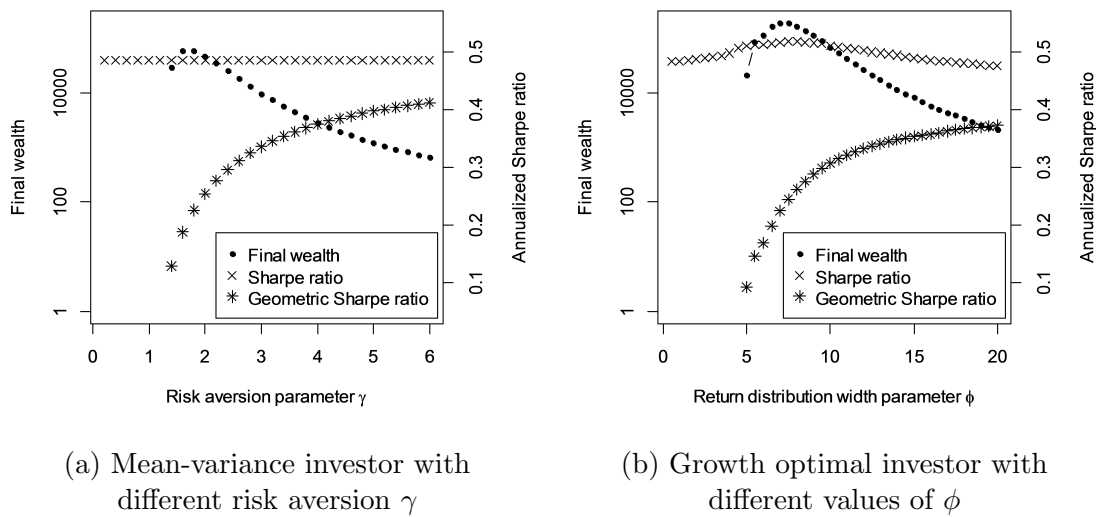 Final wealth
10000
100
1
0.5
0.4
0.3
0.2
0.1
Annualized Sharpe ratio
Final wealth
Sharpe ratio
Geometric Sharpe ratio
0 1 2 3 4 5 6
Risk aversion parameter γ
(a) Mean-variance investor with
different risk aversion γ
Final wealth
10000
100
1
0.5
0.4
0.3
0.2
0.1
Annualized Sharpe ratio
Final wealth
Sharpe ratio
Geometric Sharpe ratio
0 5 10 15 20
Return distribution width parameter ϕ
(b) Growth optimal investor with
different values of ϕ